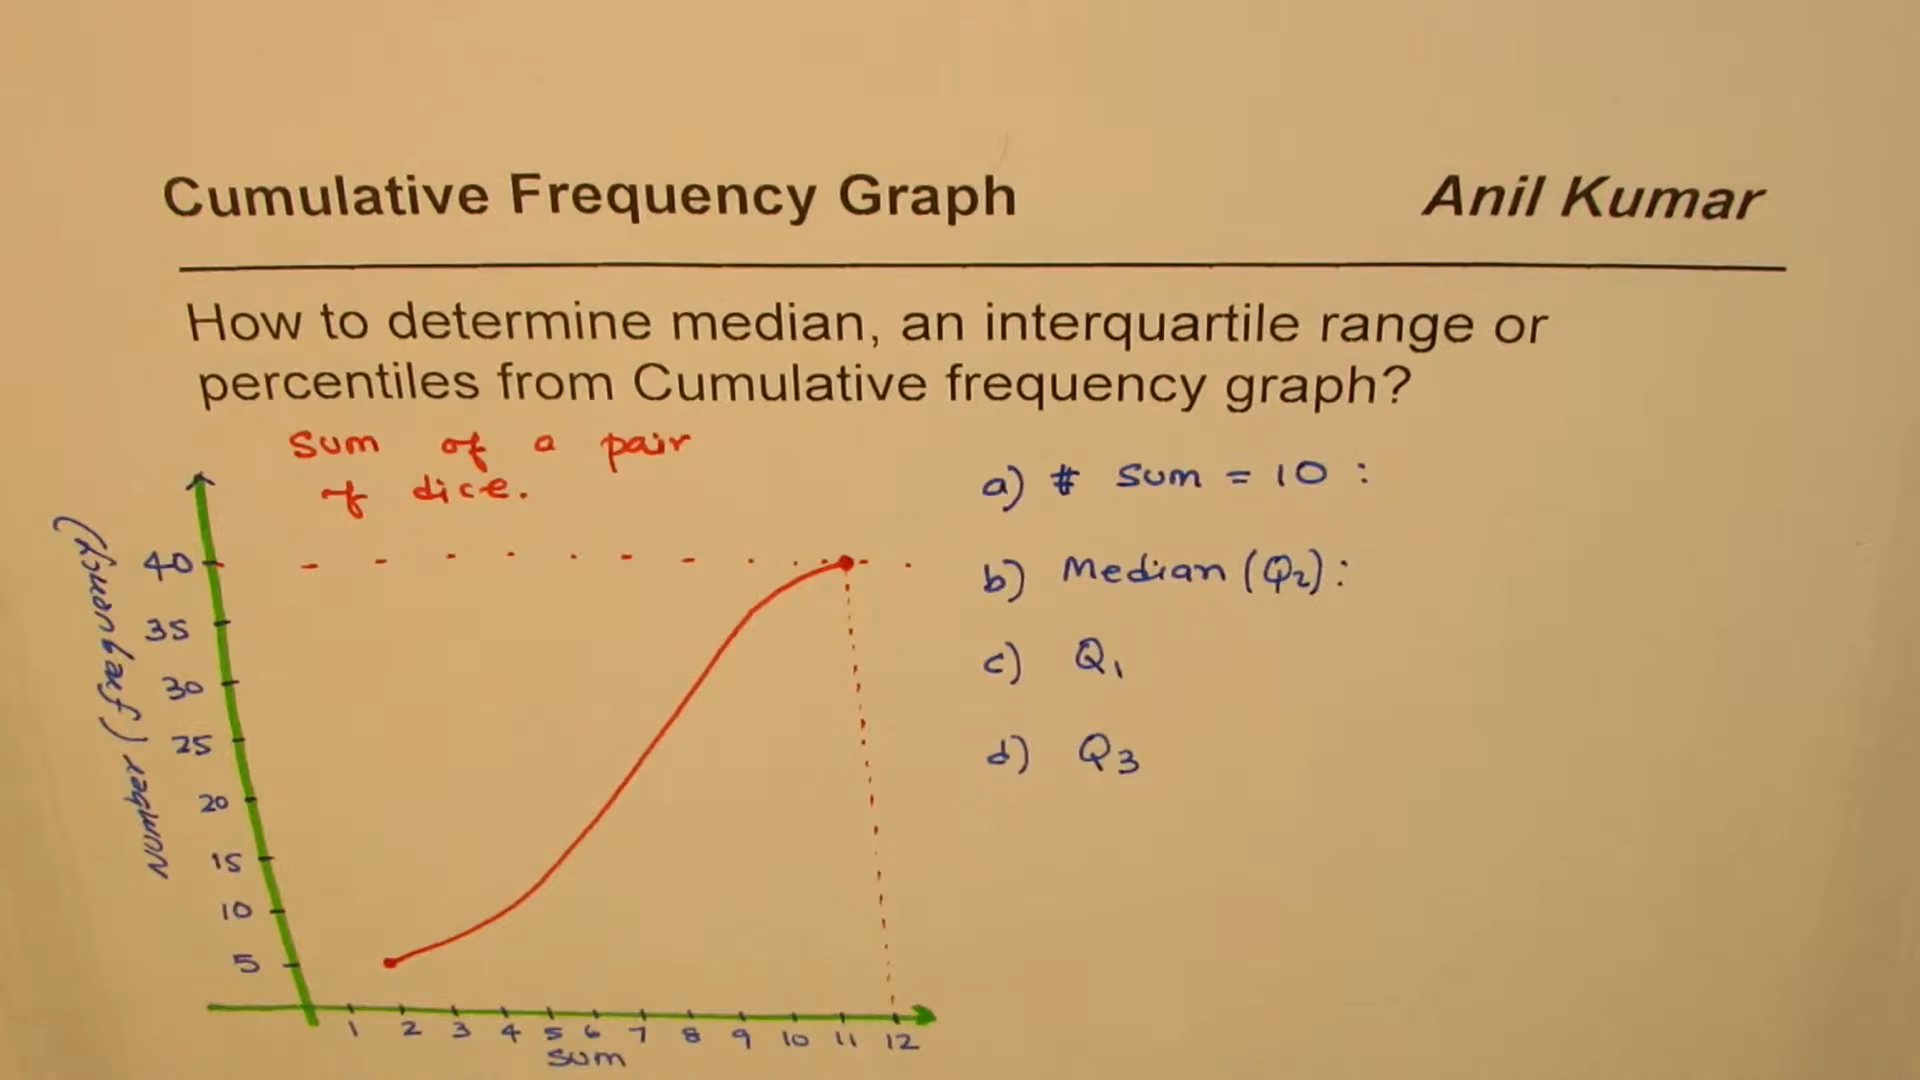 Cumulative Frequency Graph
Anil Kumar
How to determine median, an interquartile range or
percentiles from Cumulative frequency graph?
Sum of a pair
of dice.
a) # Sum = 10 :
b) Median (Q2):
c) Q1
d) Q3
Number (frequency)
40
35
30
25
20
15
10
5
1 2 3 4 5 6 7 8 9 10 11 12
Sum